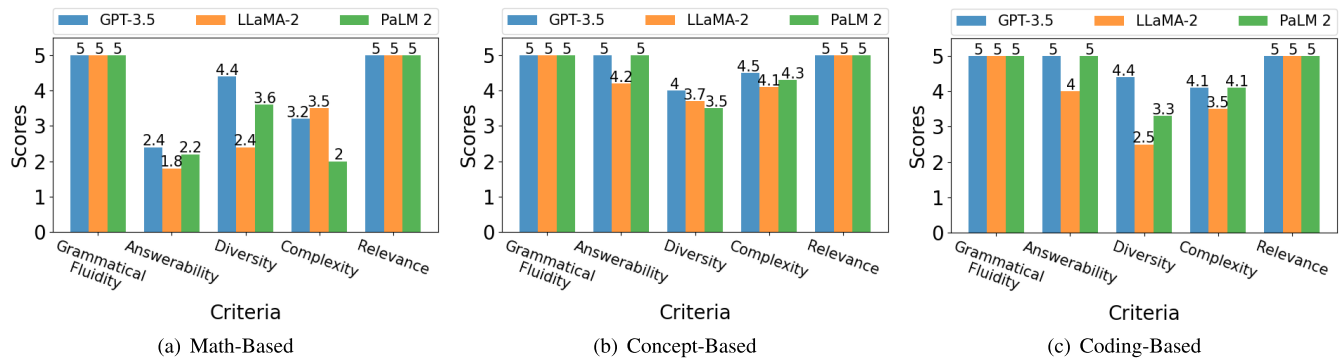 GPT-3.5 LLaMA-2 PaLM 2
Scores
5
4
3
2
1
0
5 5 5
2.4 1.8 2.2
4.4 2.4 3.6
3.2 3.5 2
5 5 5
Grammatical
Fluidity
Answerability
Diversity
Complexity
Relevance
Criteria
(a) Math-Based
GPT-3.5 LLaMA-2 PaLM 2
Scores
5
4
3
2
1
0
5 5 5
5 4.2 5
4 3.7 3.5
4.5 4.1 4.3
5 5 5
Grammatical
Fluidity
Answerability
Diversity
Complexity
Relevance
Criteria
(b) Concept-Based
GPT-3.5 LLaMA-2 PaLM 2
Scores
5
4
3
2
1
0
5 5 5
5 4 5
4.4 2.5 3.3
4.1 3.5 4.1
5 5 5
Grammatical
Fluidity
Answerability
Diversity
Complexity
Relevance
Criteria
(c) Coding-Based